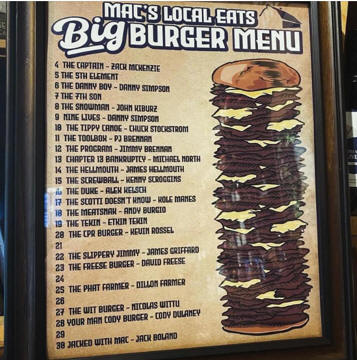 MAC'S LOCAL EATS
Big BURGER MENU
4 THE CAPTAIN - ZACK MCKENZIE
5 THE 5TH ELEMENT
6 THE DANNY BOY - DANNY SIMPSON
7 THE 7TH SON
8 THE SNOWMAN - JOHN KIBURZ
9 NINE LIVES - DANNY SIMPSON
10 THE TIPPY CANOE - CHUCK STOCKSTROM
11 THE TOOLBOX - PJ BRENNAN
12 THE PROGRAM - JIMMY BRENNAN
13 CHAPTER 13 BANKRUPTCY - MICHAEL NORTH
14 THE HELLMOUTH - JAMES HELLMOUTH
15 THE SCREWBALL - KENNY SCROGGINS
16 THE DUKE - ALEX KELSCH
17 THE SCOTTI DOESN'T KNOW - KOLE MANES
18 THE MEATSMAN - ANDY BURGIO
19 THE TEKIN - ETKIN TEKIN
20 THE CPR BURGER - KEVIN ROSSEL
21
22 THE SLIPPERY JIMMY - JAMES GRIFFARD
23 THE FREESE BURGER - DAVID FREESE
24
25 THE PHAT FARMER - DILLON FARMER
26
27 THE WIT BURGER - NICOLAS WITTU
28 YOUR MAN CODY BURGER - CODY DULANEY
29
30 JACKED WITH MAC - JACK BOLAND